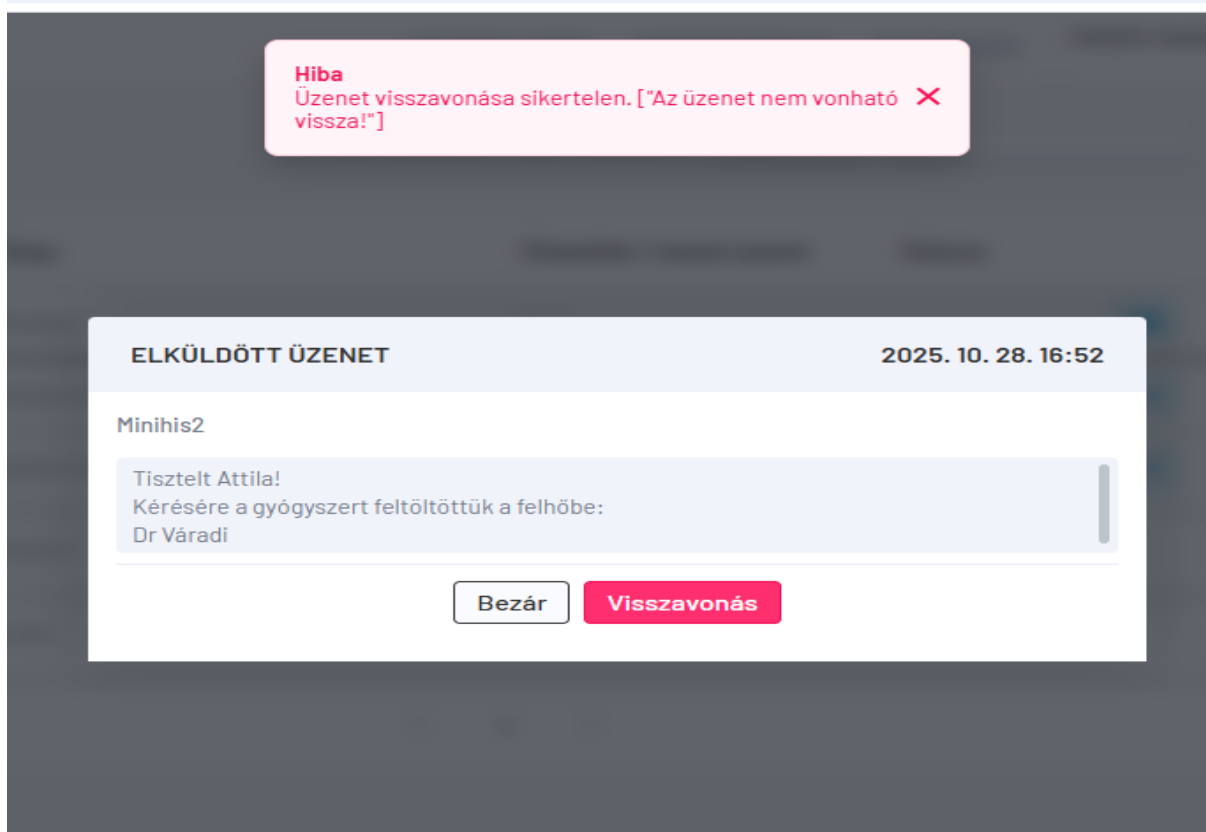 Hiba
Üzenet visszavonása sikertelen. ["Az üzenet nem vonható
vissza!"]
ELKÜLDÖTT ÜZENET
2025. 10. 28. 16:52
Minihis2
Tisztelt Attila!
Kérésére a gyógyszert feltöltöttük a felhőbe:
Dr Váradi
Bezár
Visszavonás